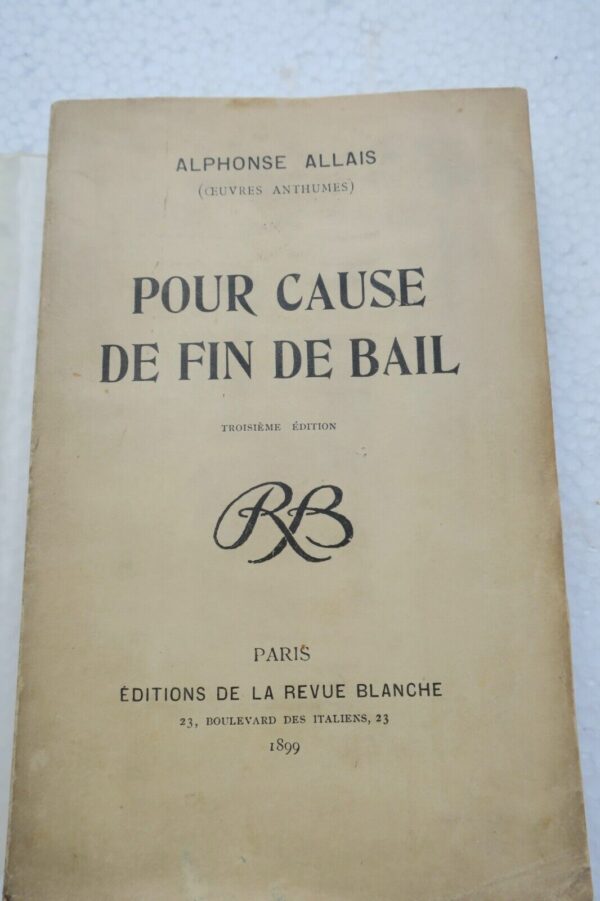 ALPHONSE ALLAIS
(ŒUVRES ANTHUMES)
POUR CAUSE
DE FIN DE BAIL
TROISIÈME ÉDITION
RB
PARIS
ÉDITIONS DE LA REVUE BLANCHE
23, BOULEVARD DES ITALIENS, 23
1899